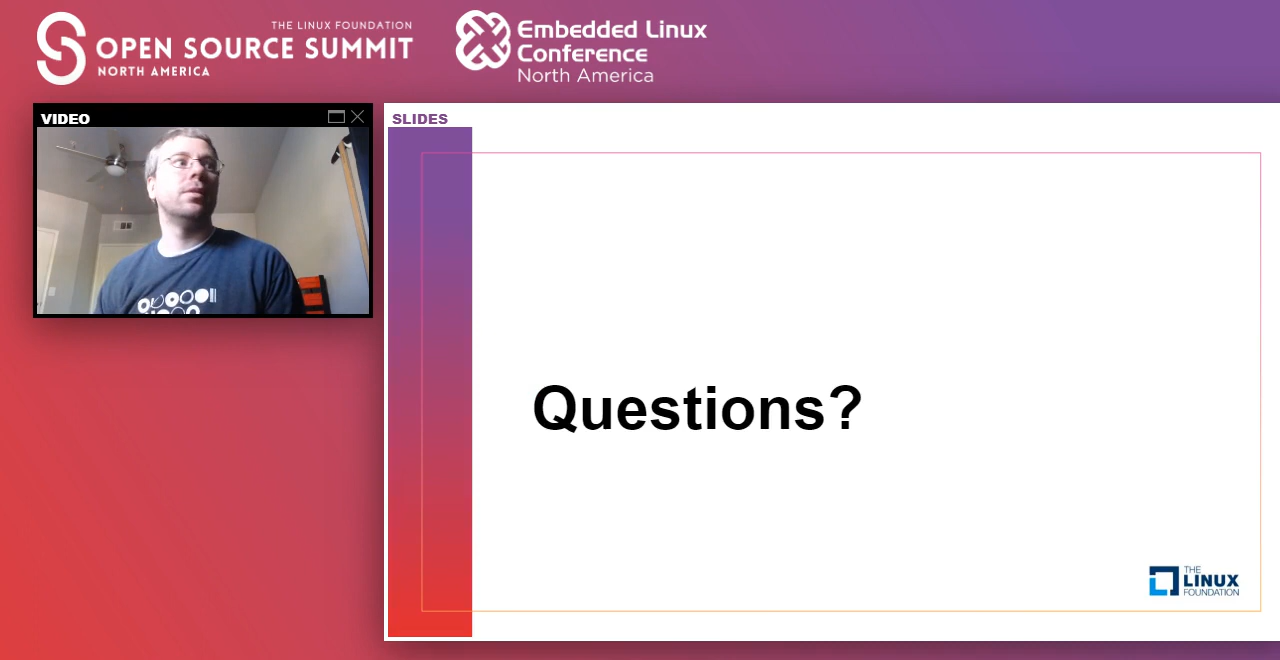 THE LINUX FOUNDATION
OPEN SOURCE SUMMIT
NORTH AMERICA
Embedded Linux
Conference
North America
VIDEO
SLIDES
Questions?
THE
LINUX
FOUNDATION